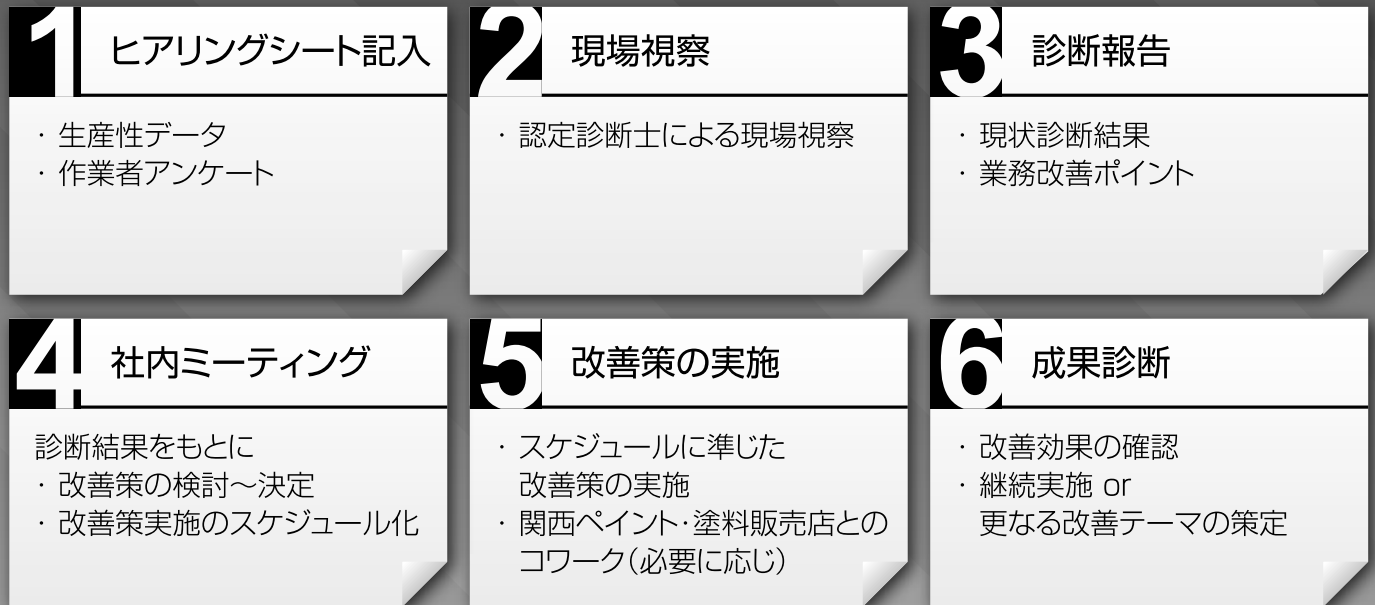 1 ヒアリングシート記入
・生産性データ
・作業者アンケート
2 現場視察
・認定診断士による現場視察
3 診断報告
・現状診断結果
・業務改善ポイント
4 社内ミーティング
診断結果をもとに
・改善策の検討～決定
・改善策実施のスケジュール化
5 改善策の実施
・スケジュールに準じた
改善策の実施
・関西ペイント・塗料販売店との
コワーク（必要に応じ）
6 成果診断
・改善効果の確認
・継続実施 or
更なる改善テーマの策定